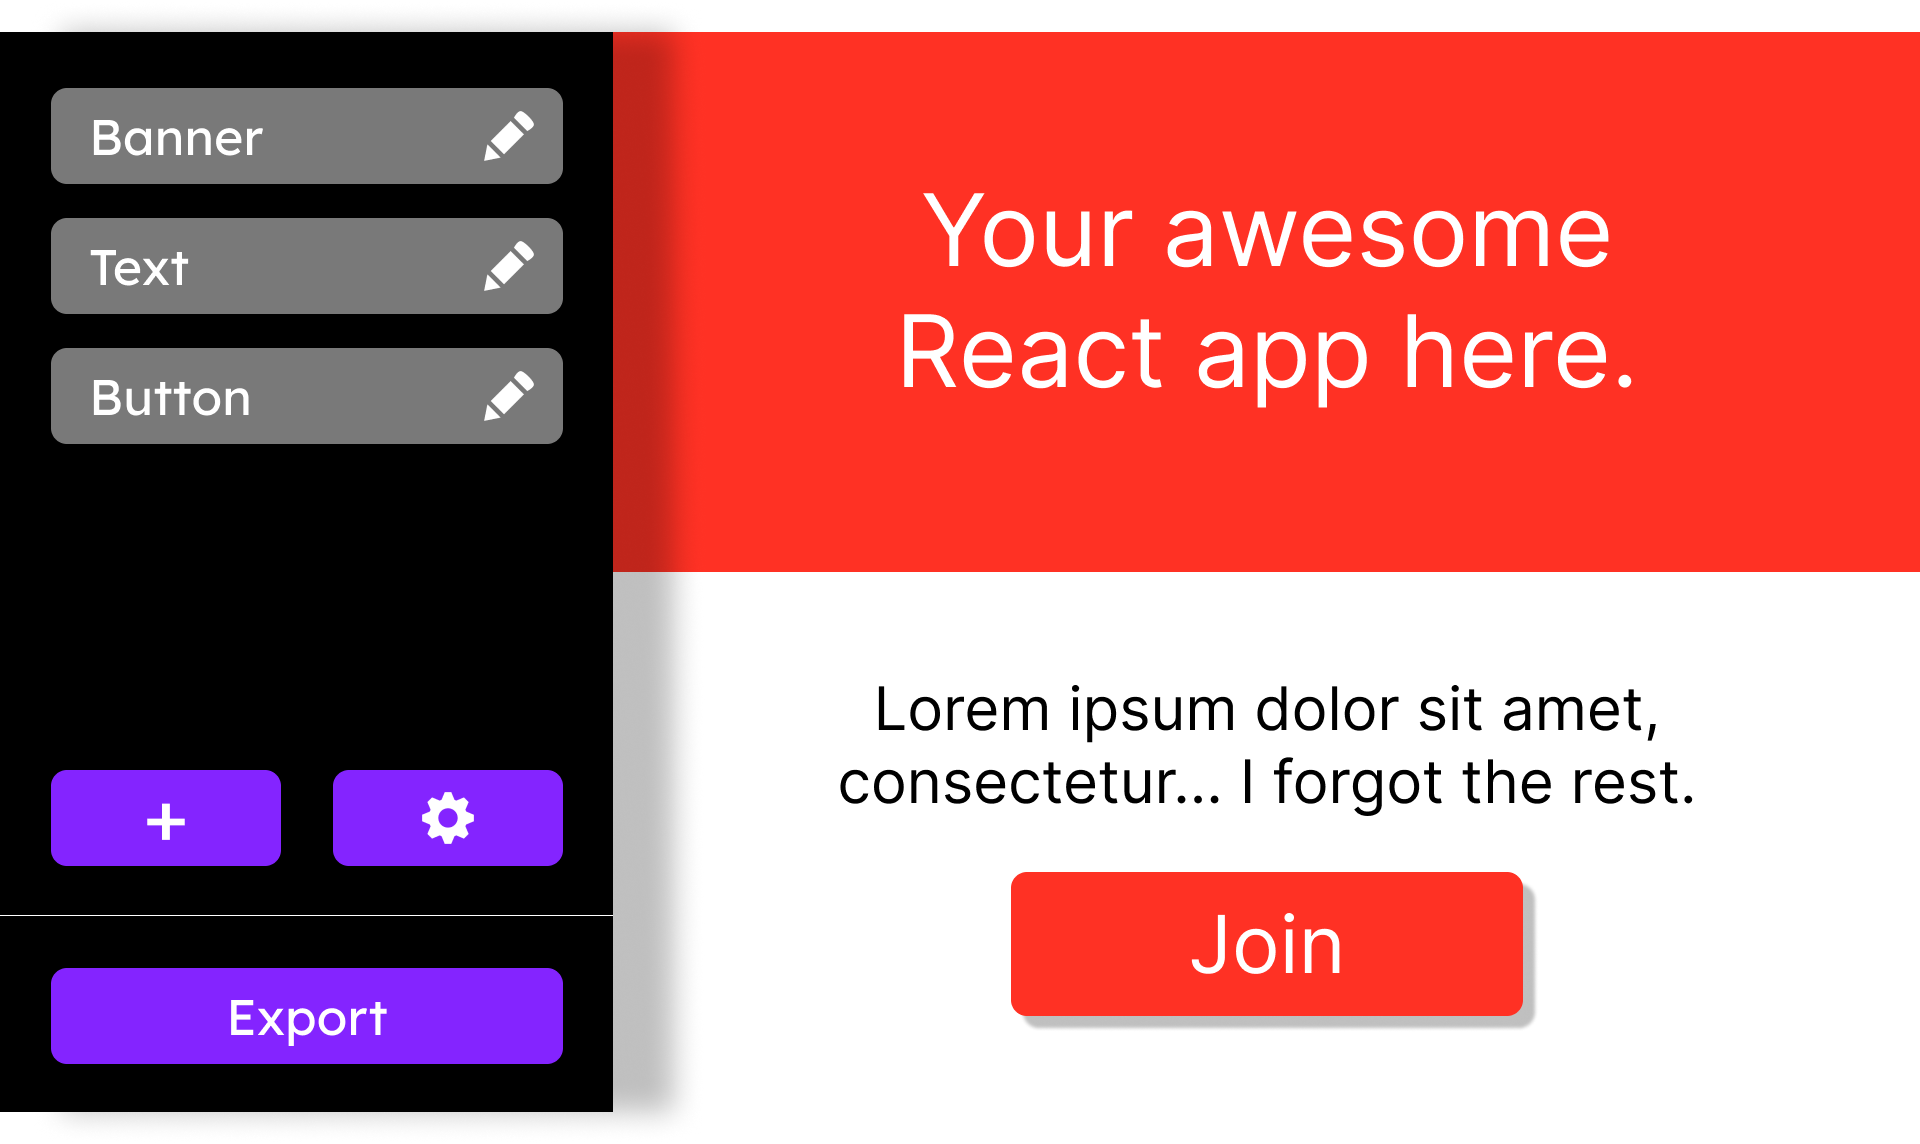 Banner
Text
Button
+
Export
Your awesome
React app here.
Lorem ipsum dolor sit amet,
consectetur... I forgot the rest.
Join